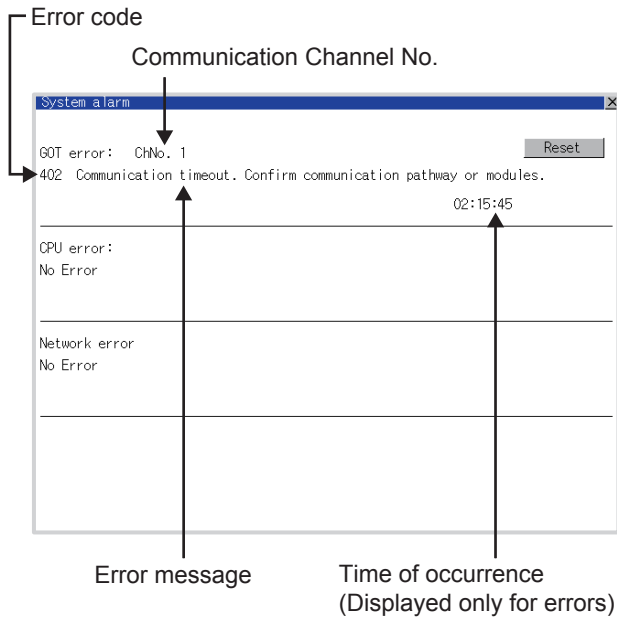 Error code
Communication Channel No.
System alarm
GOT error: ChNo. 1
Reset
402 Communication timeout. Confirm communication pathway or modules.
02:15:45
CPU error:
No Error
Network error
No Error
Error message
Time of occurrence
(Displayed only for errors)